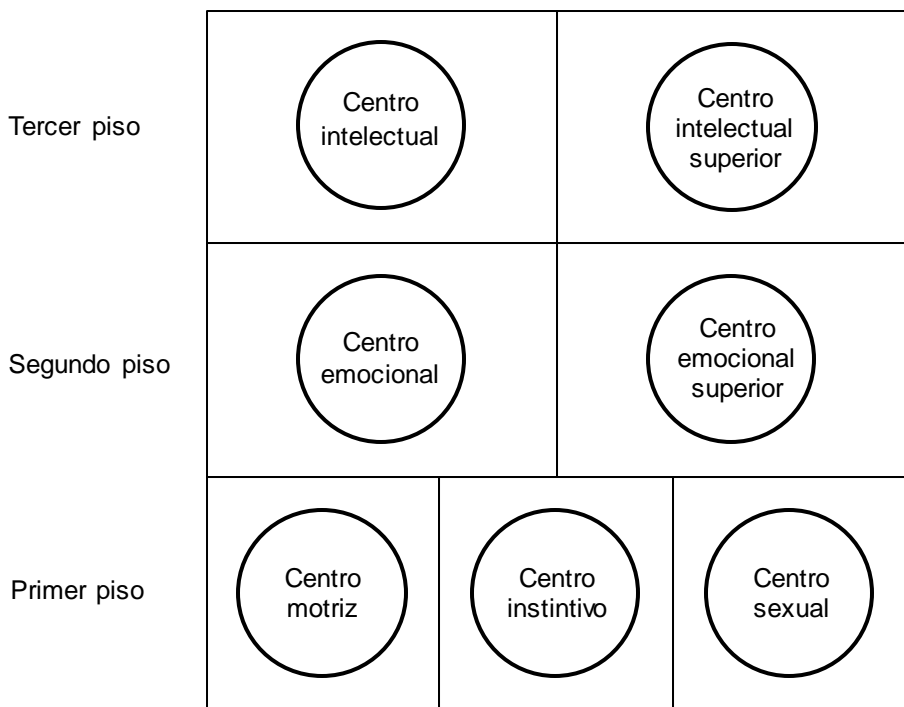 Tercer piso
Centro
intelectual
Centro
intelectual
superior
Segundo piso
Centro
emocional
Centro
emocional
superior
Primer piso
Centro
motriz
Centro
instintivo
Centro
sexual